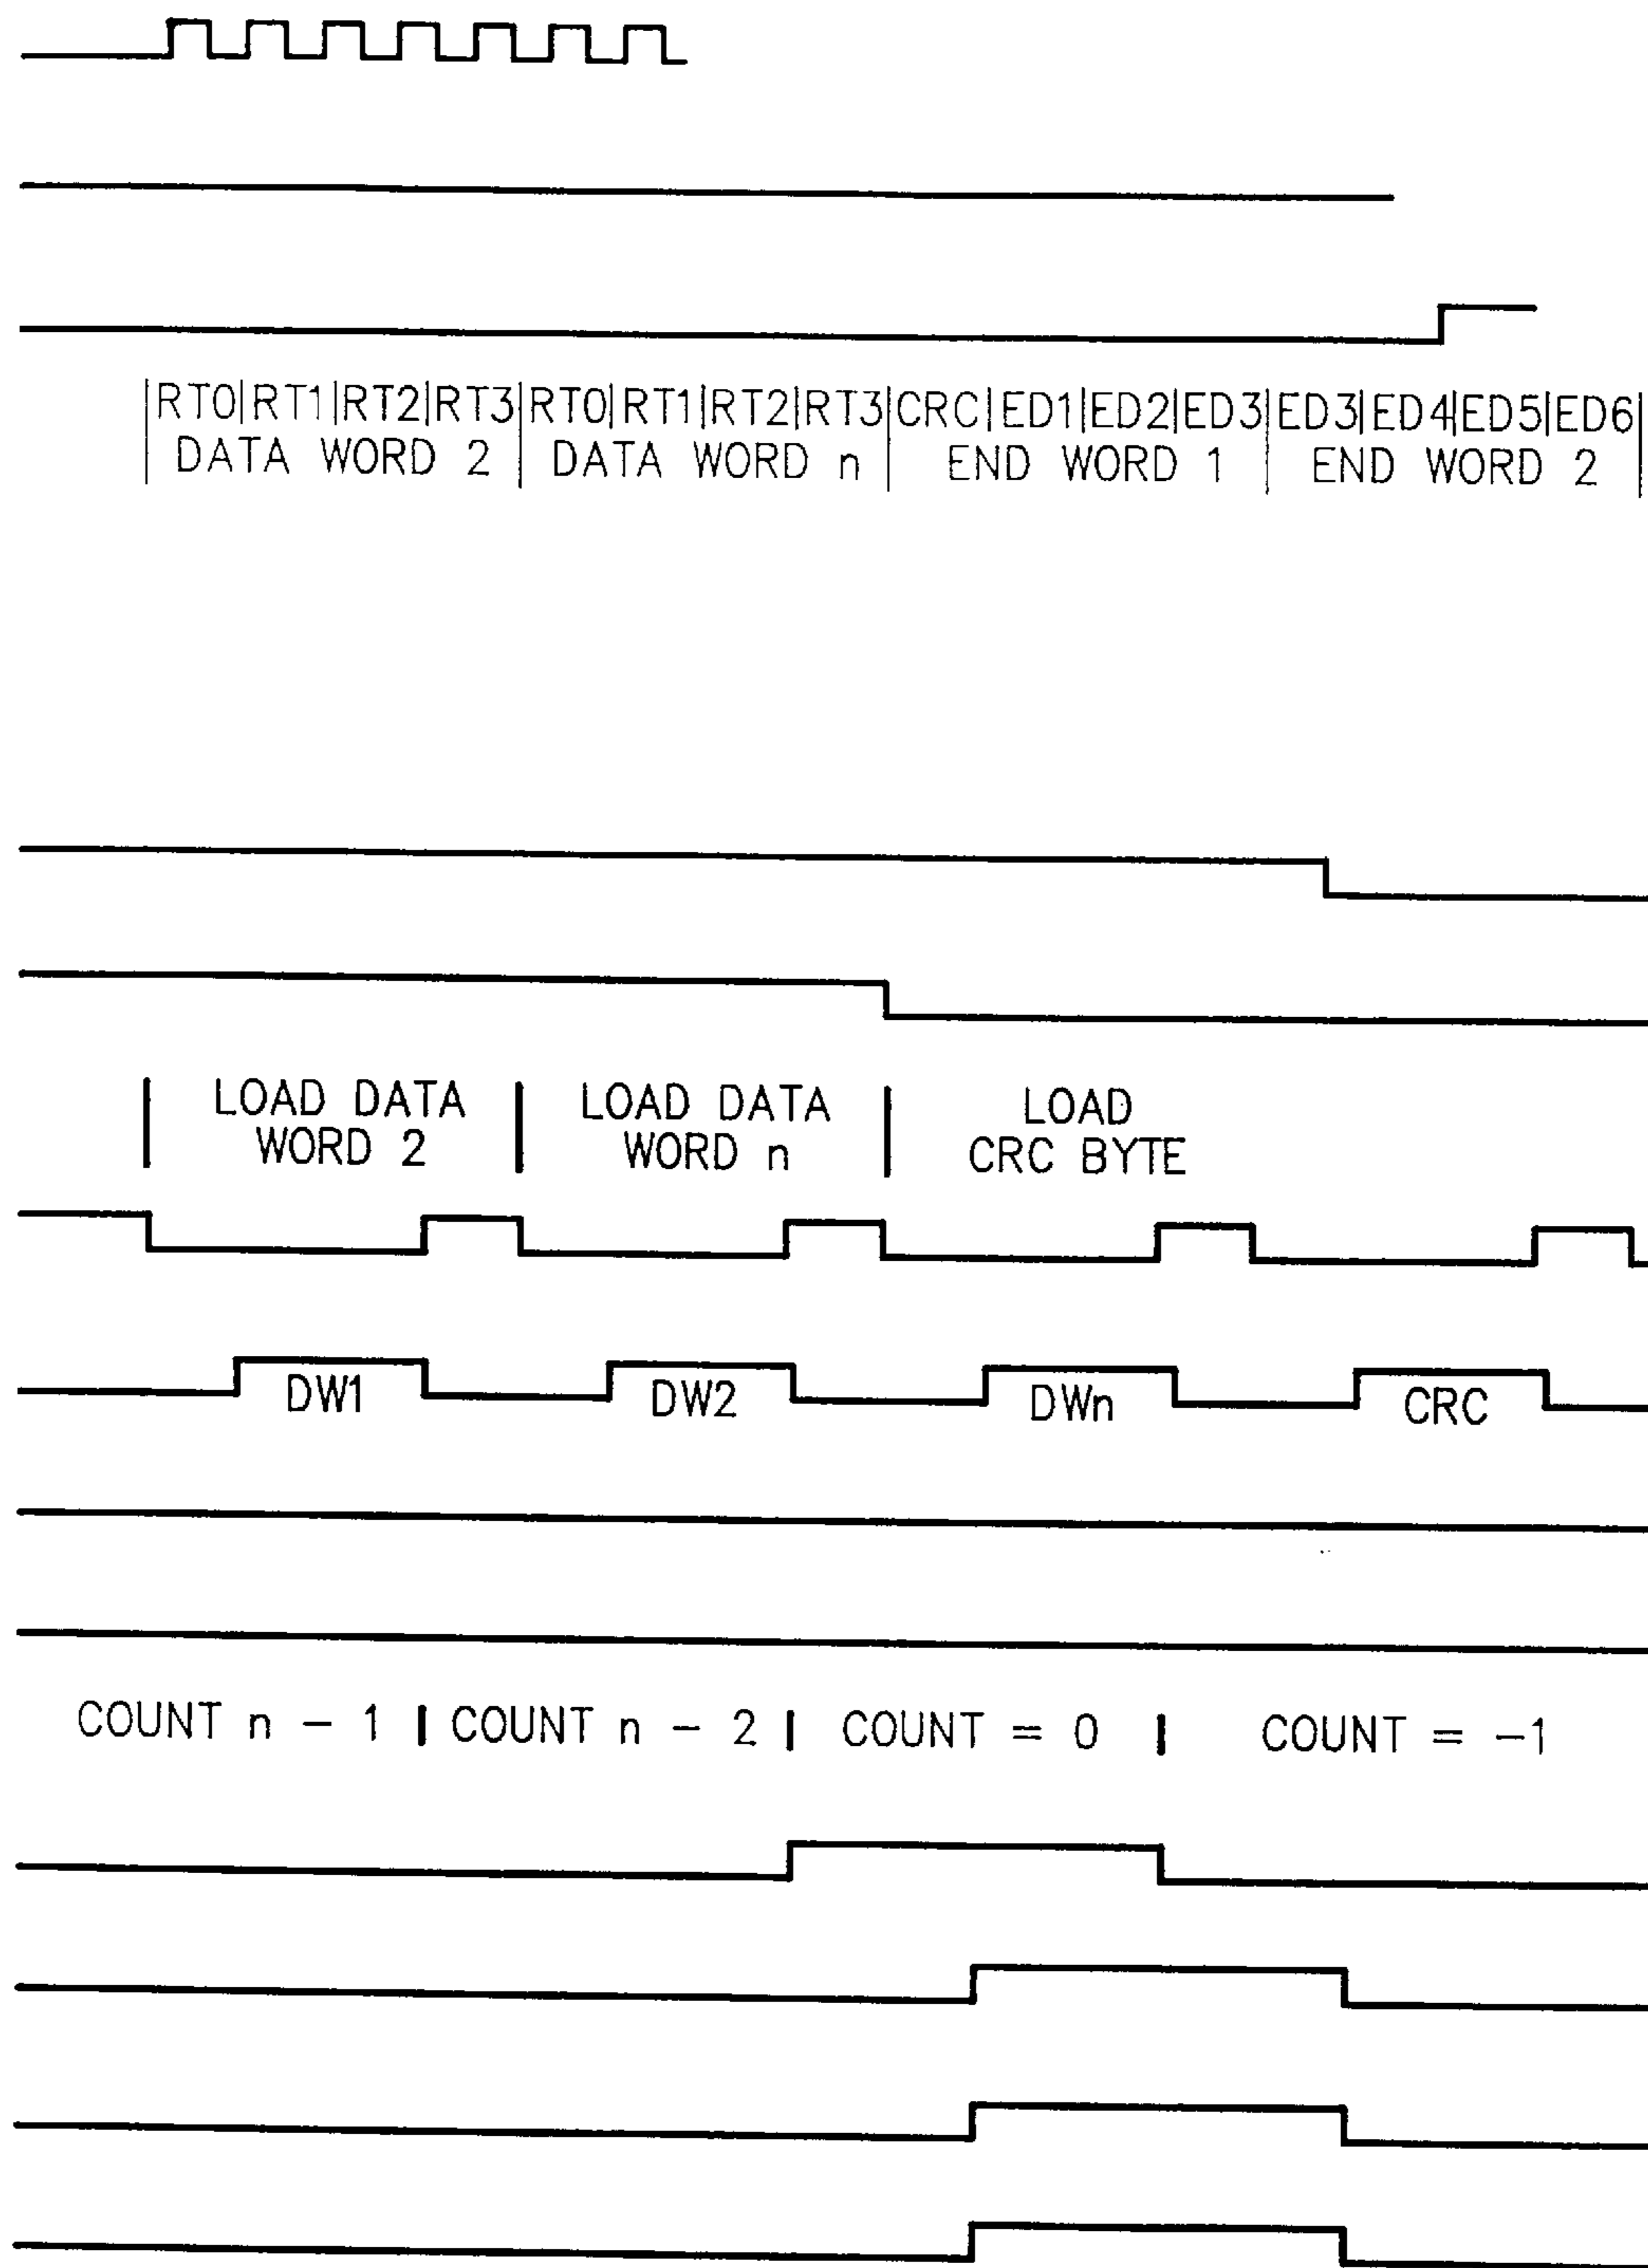 |RT0|RT1|RT2|RT3|RT0|RT1|RT2|RT3|CRC|ED1|ED2|ED3|ED3|ED4|ED5|ED6|
| DATA WORD 2 | DATA WORD n | END WORD 1 | END WORD 2 |
| LOAD DATA | LOAD DATA | LOAD
WORD 2 WORD n CRC BYTE
DW1 DW2 DWn CRC
COUNT n - 1 | COUNT n - 2 | COUNT = 0 | COUNT = -1